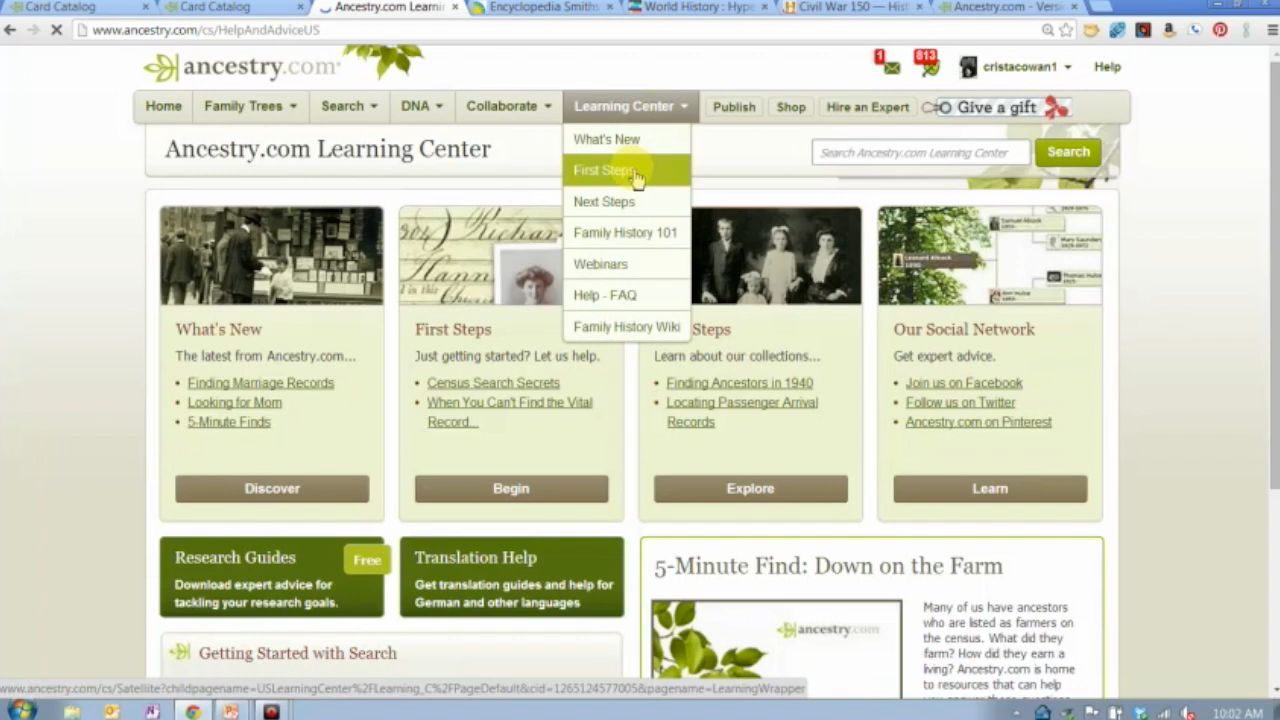 Card Catalog
Card Catalog
Ancestry.com Learni
Encyclopedia Smiths
World History : Hype
Civil War 150 — Hist
Ancestry.com - Versi
www.ancestry.com/cs/HelpAndAdviceUS
ancestry.com
1
813
cristacowan1
Help
Home
Family Trees
Search
DNA
Collaborate
Learning Center
Publish
Shop
Hire an Expert
Give a gift
What's New
First Steps
Next Steps
Family History 101
Webinars
Help - FAQ
Family History Wiki
Ancestry.com Learning Center
Search Ancestry.com Learning Center
Search
What's New
The latest from Ancestry.com...
• Finding Marriage Records
• Looking for Mom
• 5-Minute Finds
Discover
First Steps
Just getting started? Let us help.
• Census Search Secrets
• When You Can't Find the Vital
Record...
Begin
Steps
Learn about our collections...
• Finding Ancestors in 1940
• Locating Passenger Arrival
Records
Explore
Our Social Network
Get expert advice.
• Join us on Facebook
• Follow us on Twitter
• Ancestry.com on Pinterest
Learn
Research Guides
Free
Download expert advice for
tackling your research goals.
Translation Help
Get translation guides and help for
German and other languages
Getting Started with Search
5-Minute Find: Down on the Farm
ancestry.com
Many of us have ancestors
who are listed as farmers on
the census. What did they
farm? How did they earn a
living? Ancestry.com is home
to resources that can help
www.ancestry.com/cs/Satellite?childpagename=USLearningCenter%2FLearning_C%2FPageDefault&cid=1265124577005&pagename=LearningWrapper
10:02 AM